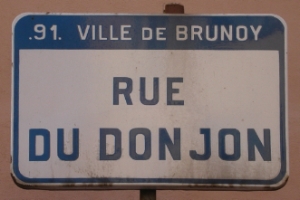 .91. VILLE DE BRUNOY
RUE
DU DONJON